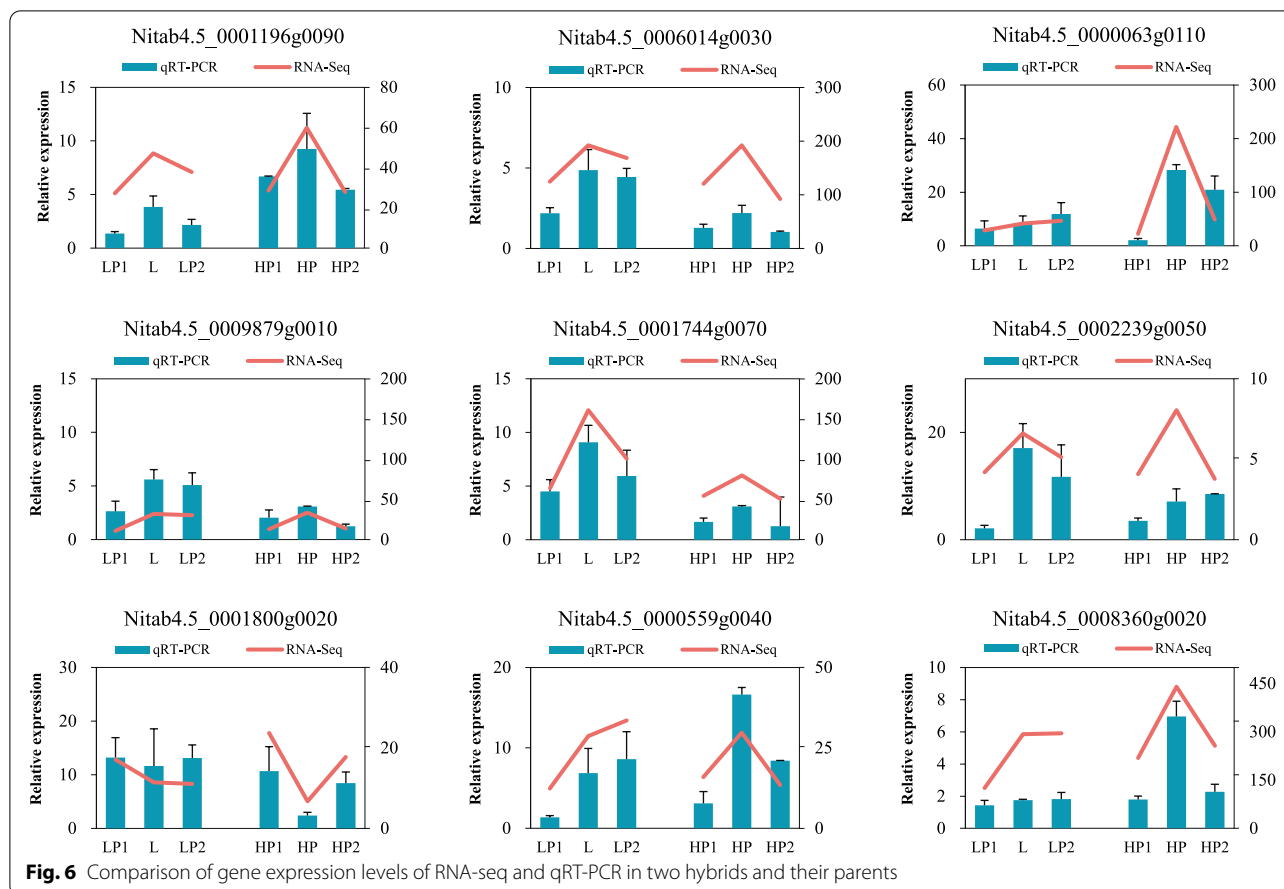 Nitab4.5_0001196g0090
qRT-PCR RNA-Seq
Relative expression
15 10 5 0
80 60 40 20 0
LP1 L LP2 HP1 HP HP2
Nitab4.5_0006014g0030
qRT-PCR RNA-Seq
Relative expression
10 5 0
300 200 100 0
LP1 L LP2 HP1 HP HP2
Nitab4.5_0000063g0110
qRT-PCR RNA-Seq
Relative expression
60 40 20 0
300 200 100 0
LP1 L LP2 HP1 HP HP2
Nitab4.5_0009879g0010
qRT-PCR RNA-Seq
Relative expression
15 10 5 0
200 150 100 50 0
LP1 L LP2 HP1 HP HP2
Nitab4.5_0001744g0070
qRT-PCR RNA-Seq
Relative expression
15 10 5 0
200 150 100 50 0
LP1 L LP2 HP1 HP HP2
Nitab4.5_0002239g0050
qRT-PCR RNA-Seq
Relative expression
20 0
10 5 0
LP1 L LP2 HP1 HP HP2
Nitab4.5_0001800g0020
qRT-PCR RNA-Seq
Relative expression
30 20 10 0
40 20 0
LP1 L LP2 HP1 HP HP2
Nitab4.5_0000559g0040
qRT-PCR RNA-Seq
Relative expression
20 10 0
50 25 0
LP1 L LP2 HP1 HP HP2
Nitab4.5_0008360g0020
qRT-PCR RNA-Seq
Relative expression
10 8 6 4 2 0
450 300 150 0
LP1 L LP2 HP1 HP HP2
Fig. 6 Comparison of gene expression levels of RNA-seq and qRT-PCR in two hybrids and their parents